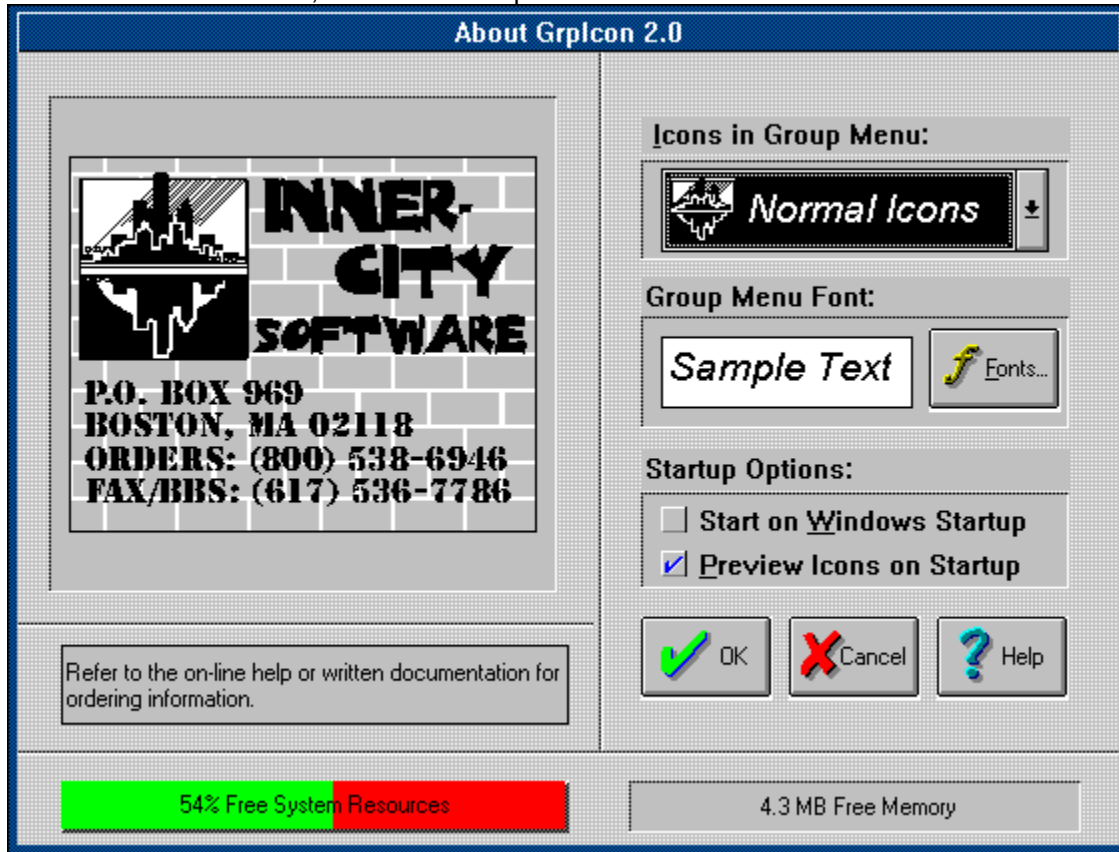 About GrpIcon 2.0
INNER-
CITY
SOFTWARE
P.O. BOX 969
BOSTON, MA 02118
ORDERS: (800) 538-6946
FAX/BBS: (617) 536-7786
Refer to the on-line help or written documentation for
ordering information.
Icons in Group Menu:
Normal Icons
Group Menu Font:
Sample Text
Fonts...
Startup Options:
Start on Windows Startup
Preview Icons on Startup
OK
Cancel
Help
54% Free System Resources
4.3 MB Free Memory